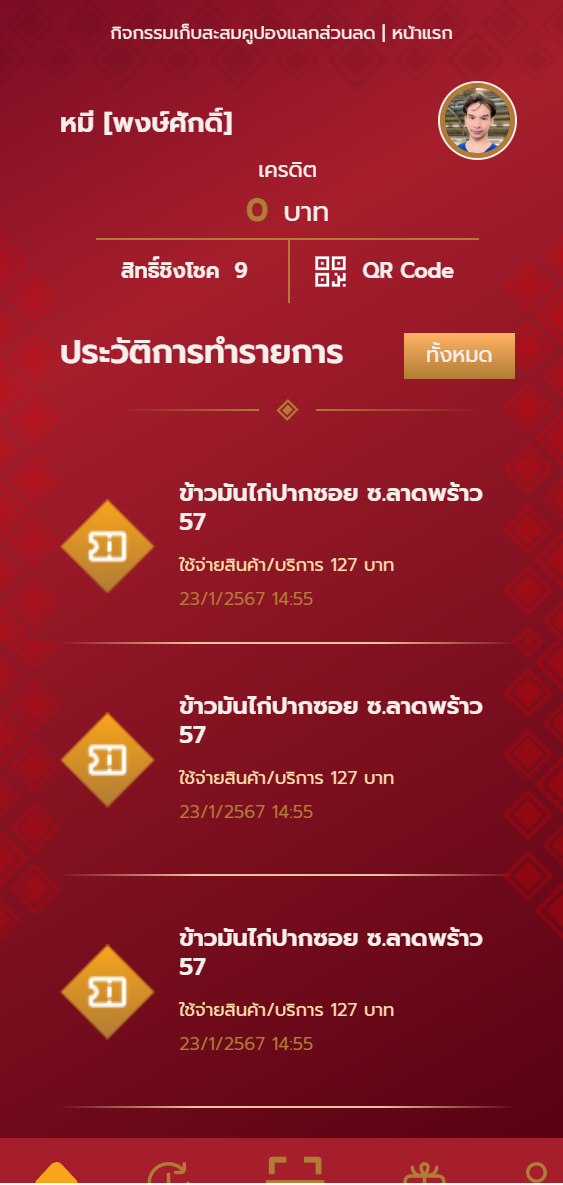 กิจกรรมเก็บสะสมคูปองแลกส่วนลด | หน้าแรก
หมี [พงษ์ศักดิ์]
เครดิต
0 บาท
สิทธิ์ชิงโชค 9
QR Code
ประวัติการทำรายการ
ทั้งหมด
ข้าวมันไก่ปากซอย ซ.ลาดพร้าว
57
ใช้จ่ายสินค้า/บริการ 127 บาท
23/1/2567 14:55
ข้าวมันไก่ปากซอย ซ.ลาดพร้าว
57
ใช้จ่ายสินค้า/บริการ 127 บาท
23/1/2567 14:55
ข้าวมันไก่ปากซอย ซ.ลาดพร้าว
57
ใช้จ่ายสินค้า/บริการ 127 บาท
23/1/2567 14:55